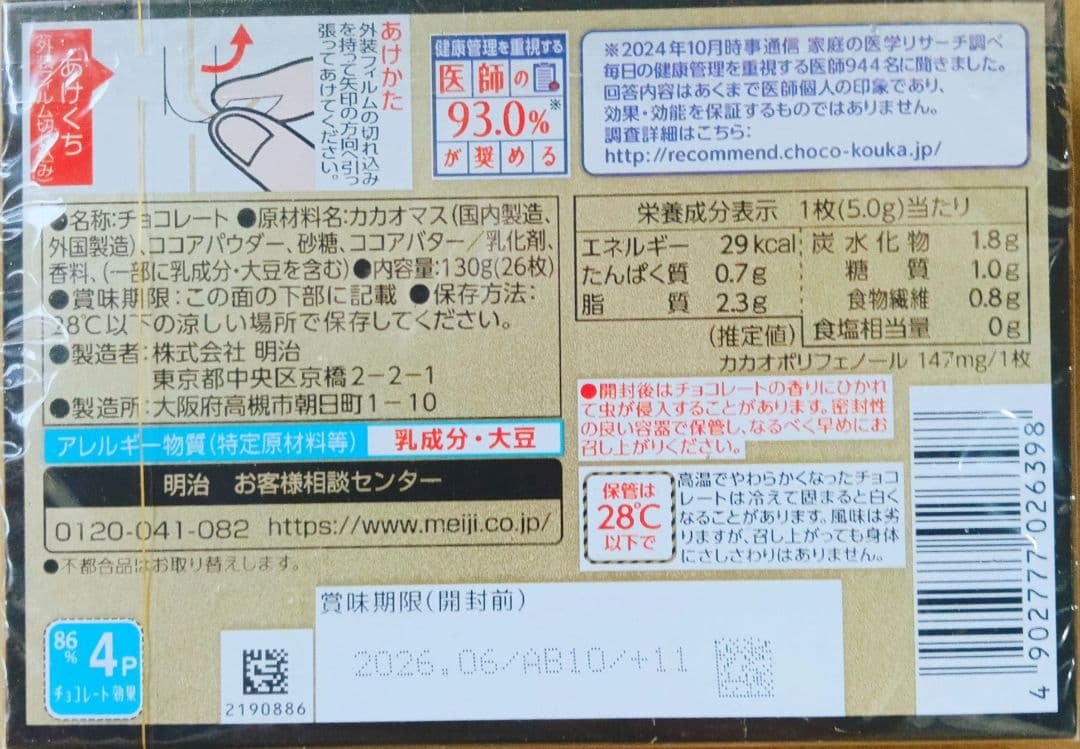 あけくち
(外装フィルム切り込み)
あけかた
外装フィルムの切れ込み
を持って矢印の方向へ引っ
張ってあけてください。
健康管理を重視する
医師の
93.0%※
が奨める
※2024年10月時事通信 家庭の医学リサーチ調べ
毎日の健康管理を重視する医師944名に聞きました。
回答内容はあくまで医師個人の印象であり、
効果・効能を保証するものではありません。
調査詳細はこちら:
http://recommend.choco-kouka.jp/
●名称:チョコレート ●原材料名:カカオマス(国内製造、
外国製造)、ココアパウダー、砂糖、ココアバター/乳化剤、
香料、(一部に乳成分・大豆を含む) ●内容量:130g(26枚)
●賞味期限:この面の下部に記載 ●保存方法:
28℃以下の涼しい場所で保存してください。
●製造者:株式会社 明治
東京都中央区京橋2-2-1
●製造所:大阪府高槻市朝日町1-10
アレルギー物質(特定原材料等) 乳成分・大豆
明治 お客様相談センター
0120-041-082 https://www.meiji.co.jp/
●不都合品はお取り替えします。
栄養成分表示 1枚(5.0g)当たり
エネルギー 29kcal
たんぱく質 0.7g
脂質 2.3g
炭水化物 1.8g
糖質 1.0g
食物繊維 0.8g
(推定値) 食塩相当量 0g
カカオポリフェノール 147mg/1枚
●開封後はチョコレートの香りにひかれ
て虫が侵入することがあります。密封性
の良い容器で保管し、なるべく早めにお
召し上がりください。
保管は
28℃
以下で
高温でやわらかくなったチョコ
レートは冷えて固まると白く
なることがあります。風味は劣
りますが、召し上がっても身体
にさしさわりはありません。
4902777026398
86% 4P
チョコレート効果
2190886
賞味期限(開封前)
2026.06/AB10/+11